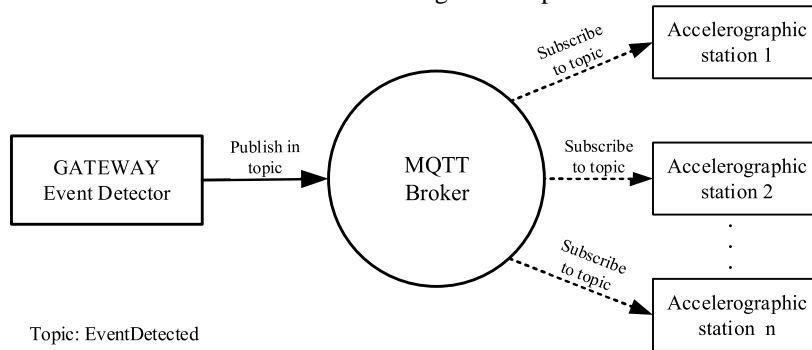 Accelerographic
station 1
Subscribe
to topic
GATEWAY
Event Detector
Publish in
topic
MQTT
Broker
Subscribe
to topic
Accelerographic
station 2
Subscribe
to topic
Accelerographic
station n
Topic: EventDetected